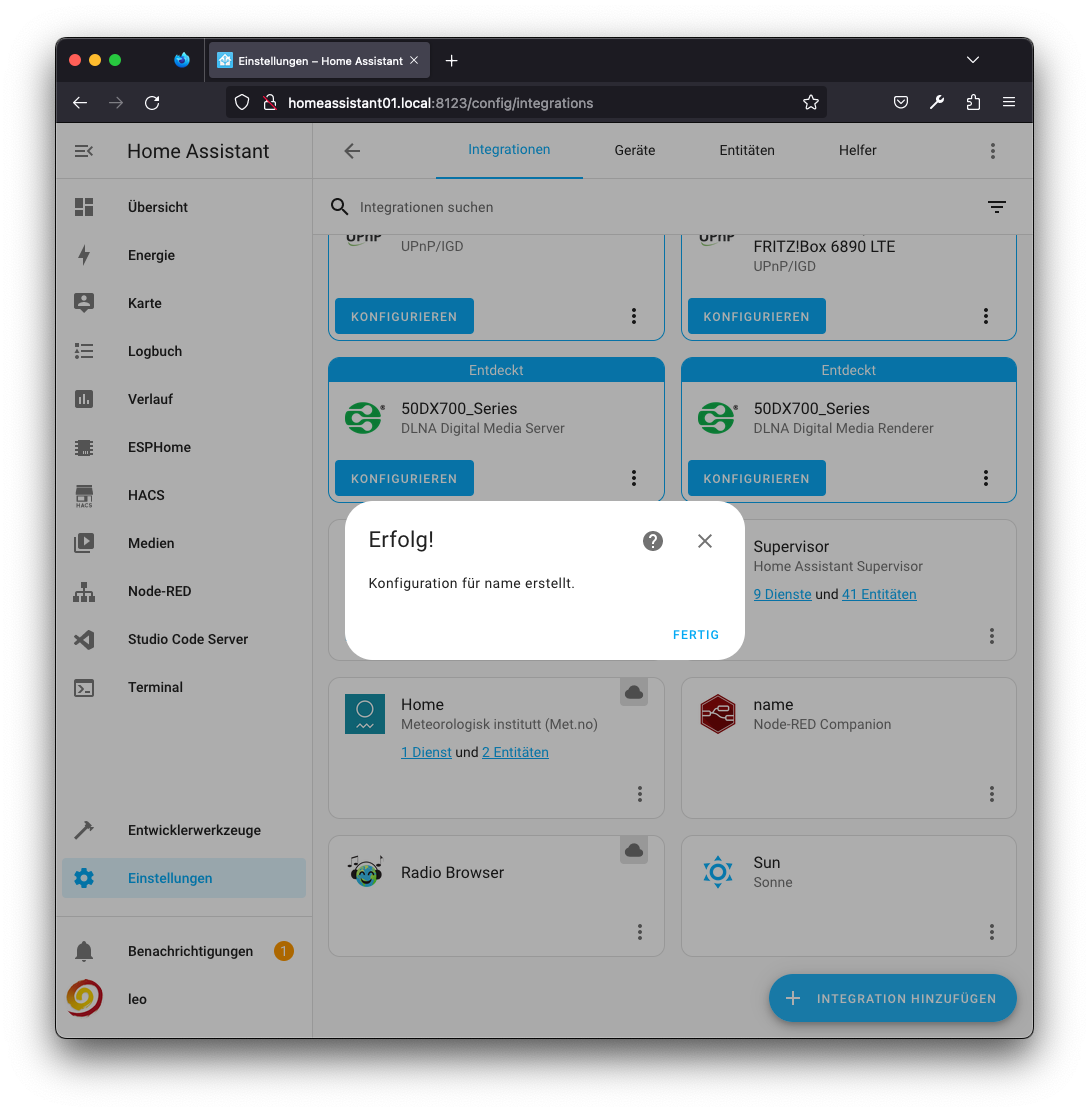 Einstellungen – Home Assistant
homeassistant01.local:8123/config/integrations
Home Assistant
Integrationen
Geräte
Entitäten
Helfer
Übersicht
Energie
Karte
Logbuch
Verlauf
ESPHome
HACS
HACS
Medien
Node-RED
Studio Code Server
Terminal
Entwicklerwerkzeuge
Einstellungen
Benachrichtigungen 1
leo
Integrationen suchen
UPnP
UPnP/IGD
KONFIGURIEREN
UPnP
FRITZ!Box 6890 LTE
UPnP/IGD
KONFIGURIEREN
Entdeckt
50DX700_Series
DLNA Digital Media Server
KONFIGURIEREN
Entdeckt
50DX700_Series
DLNA Digital Media Renderer
KONFIGURIEREN
Erfolg!
Konfiguration für name erstellt.
FERTIG
Supervisor
Home Assistant Supervisor
9 Dienste und 41 Entitäten
Home
Meteorologisk institutt (Met.no)
1 Dienst und 2 Entitäten
name
Node-RED Companion
Radio Browser
Sun
Sonne
INTEGRATION HINZUFÜGEN